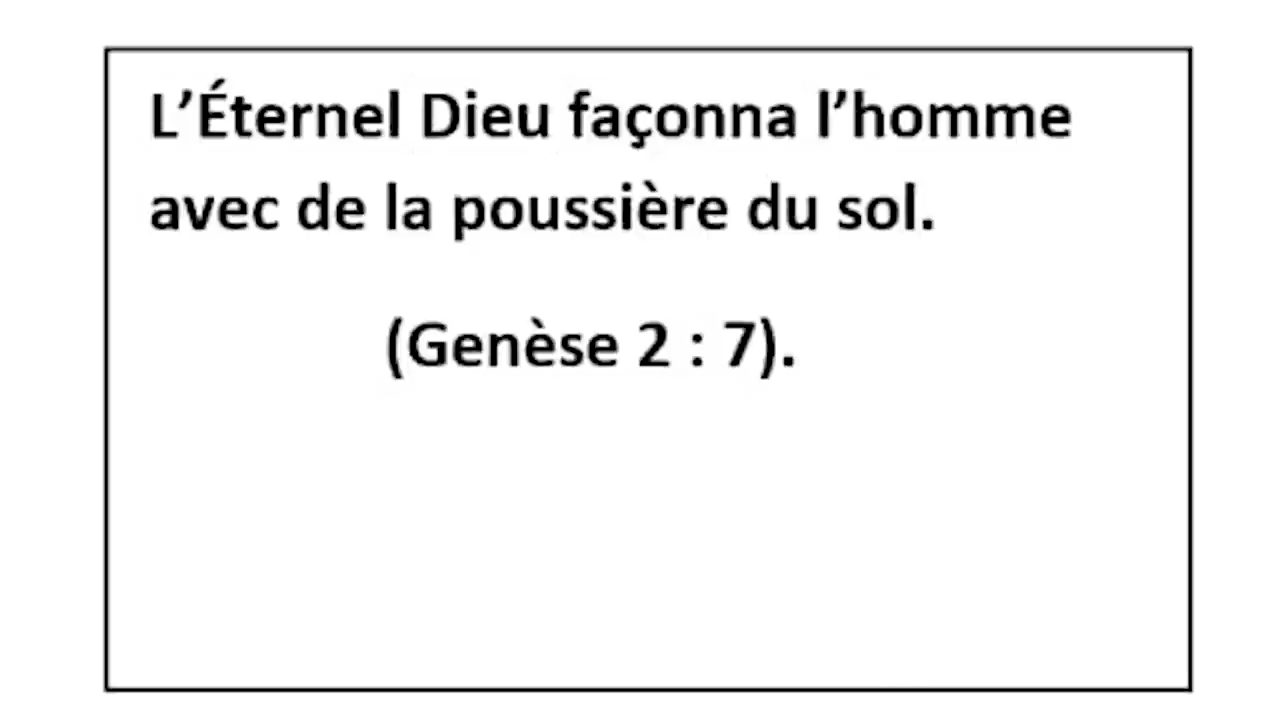 L’Éternel Dieu façonna l’homme
avec de la poussière du sol.
(Genèse 2 : 7).